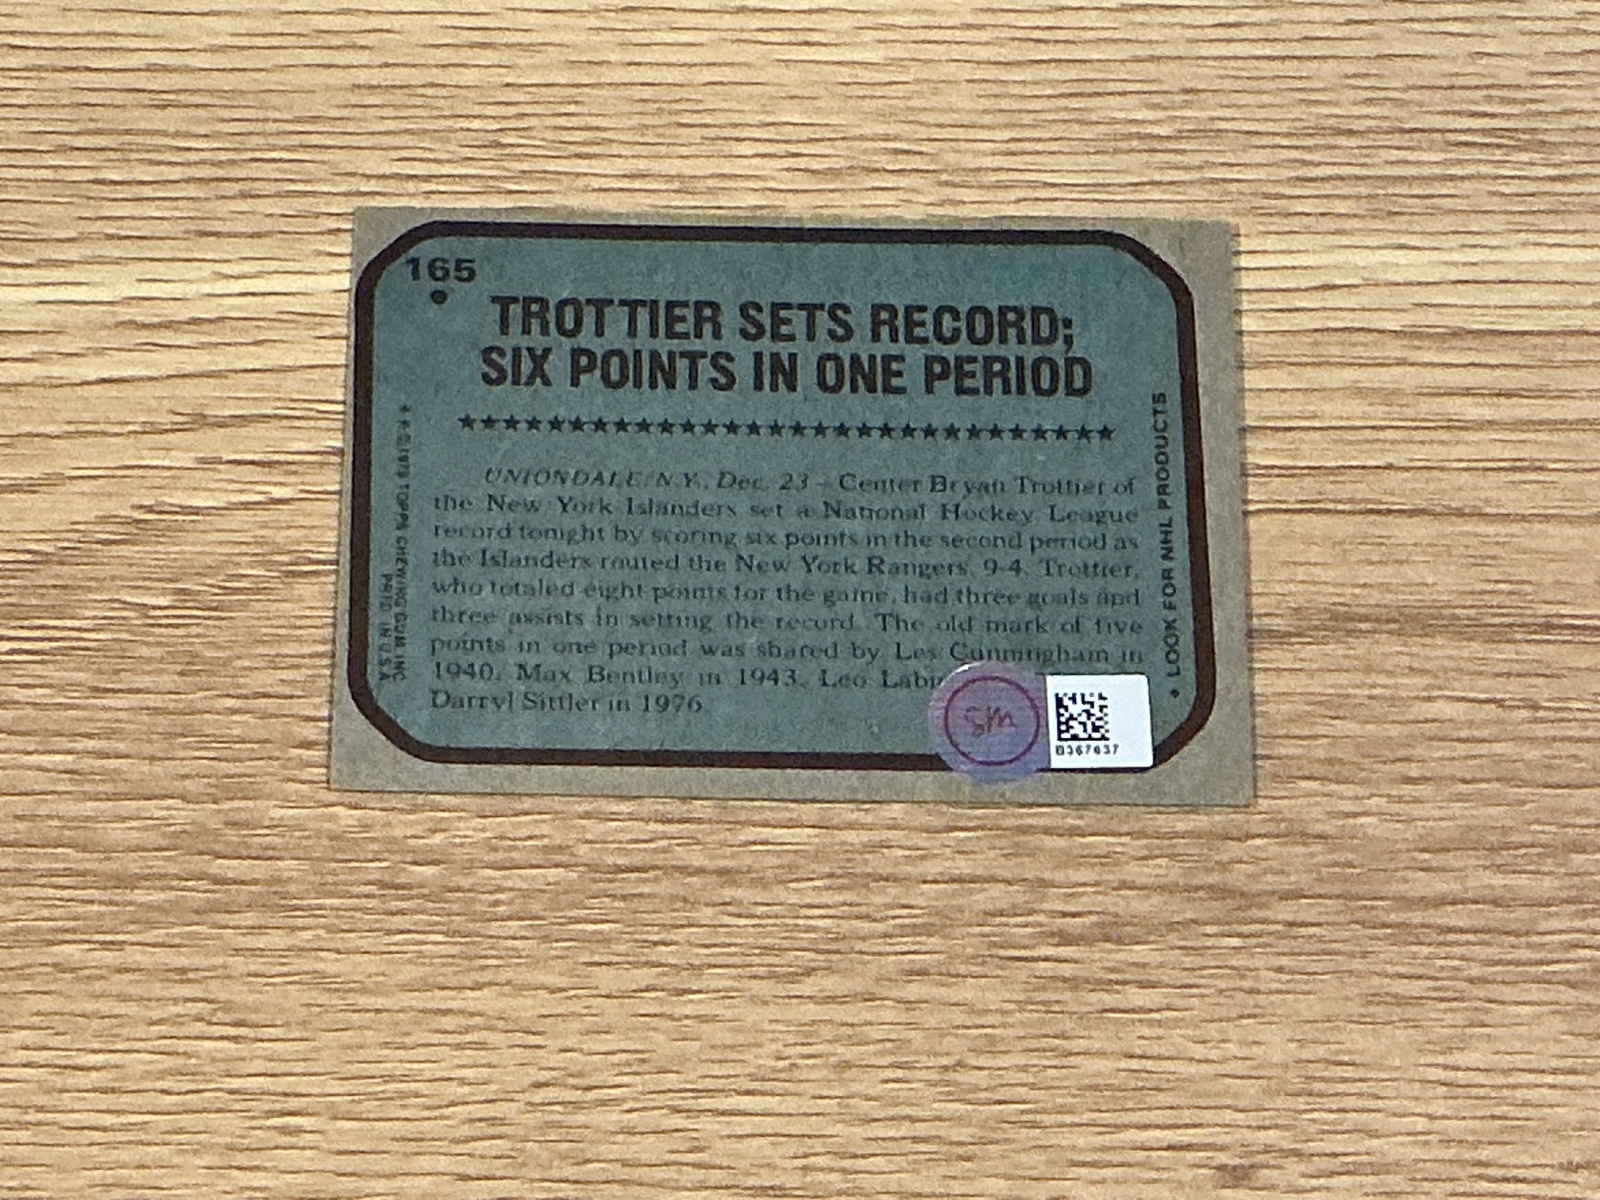 165
TROTTIER SETS RECORD;
SIX POINTS IN ONE PERIOD
UNIONDALE, N.Y., Dec. 23 – Center Bryan Trottier of
the New York Islanders set a National Hockey League
record tonight by scoring six points in the second period as
the Islanders routed the New York Rangers, 9-4. Trottier,
who totaled eight points for the game, had three goals and
three assists in setting the record. The old mark of five
points in one period was shared by Les Cunningham in
1940, Max Bentley in 1943, Leo
Darryl Sittler in 1976
TOPPS CHEWING GUM, INC.
PRTD. IN U.S.A.
• LOOK FOR NHL PRODUCTS
SM
B367637